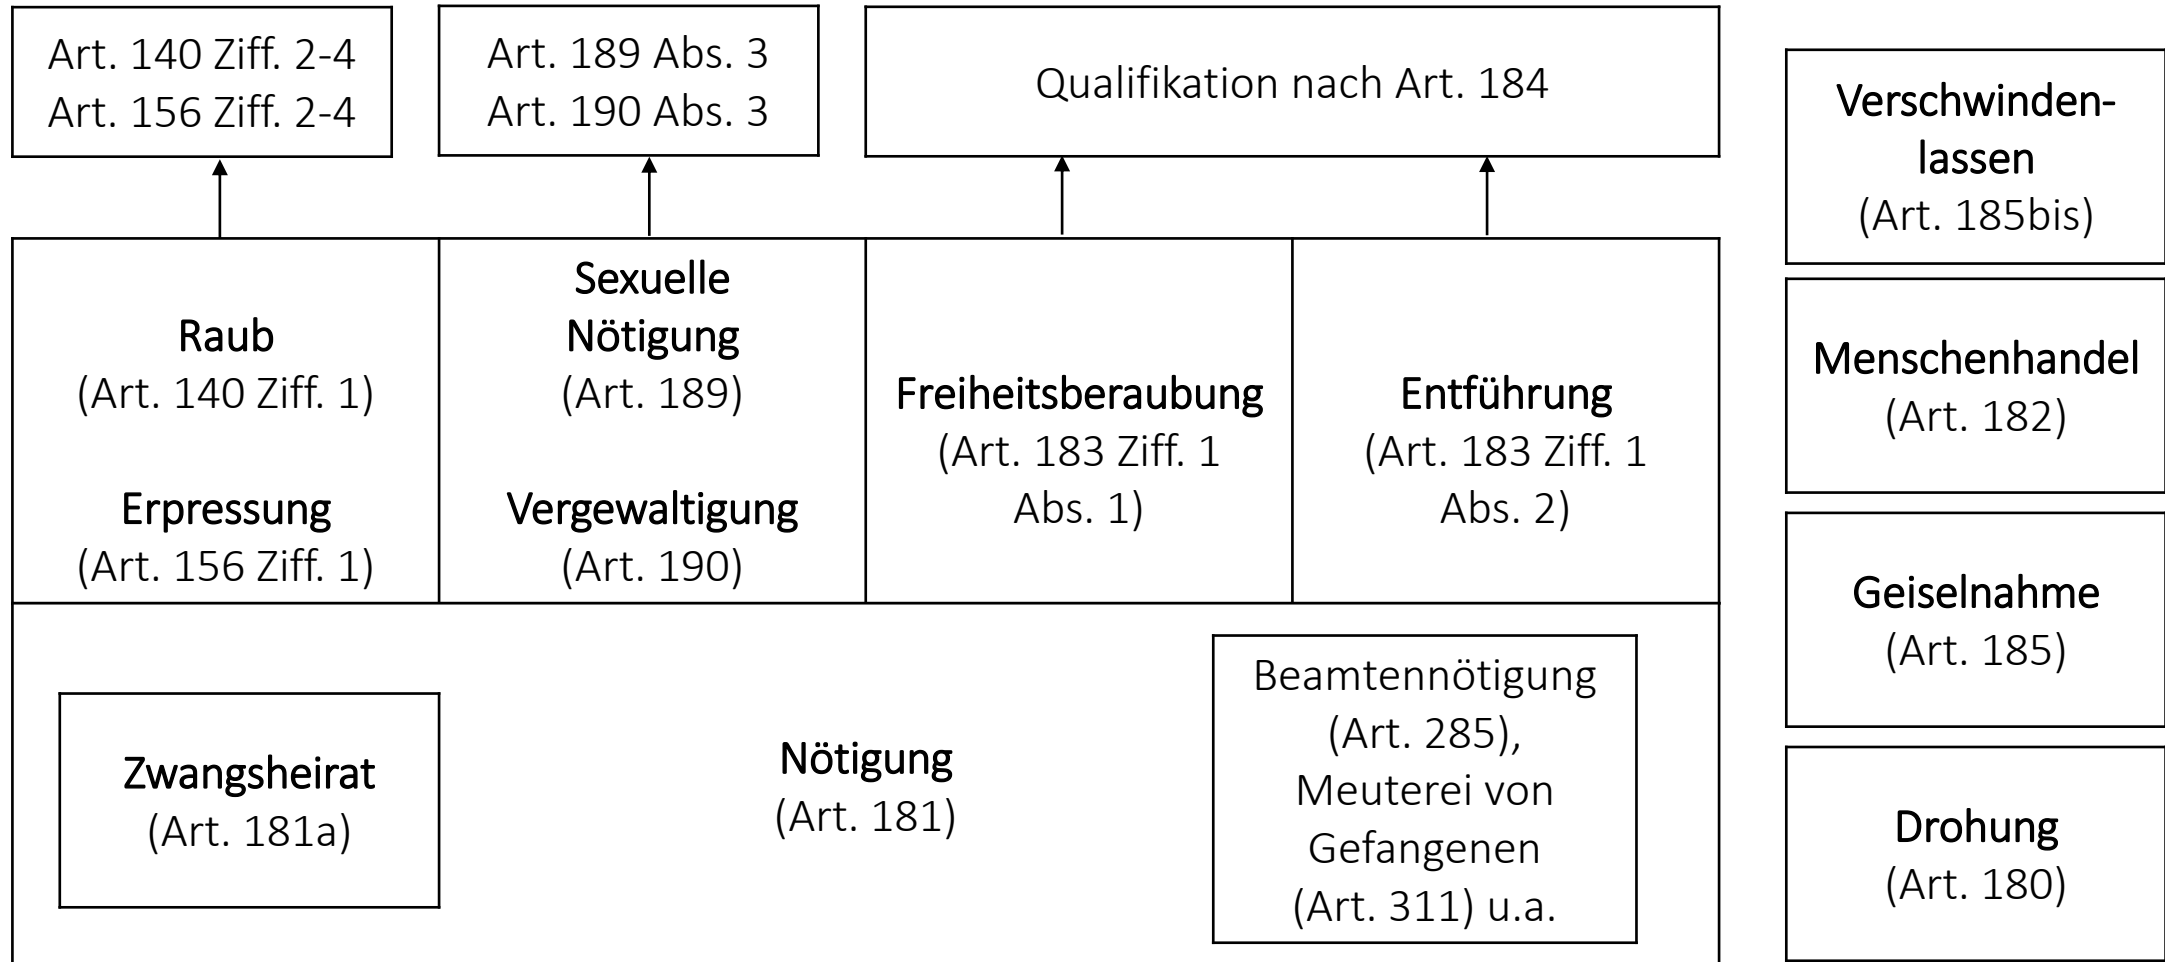 Art. 140 Ziff. 2-4
Art. 156 Ziff. 2-4
Art. 189 Abs. 3
Art. 190 Abs. 3
Qualifikation nach Art. 184
Raub
(Art. 140 Ziff. 1)
Erpressung
(Art. 156 Ziff. 1)
Sexuelle
Nötigung
(Art. 189)
Vergewaltigung
(Art. 190)
Freiheitsberaubung
(Art. 183 Ziff. 1
Abs. 1)
Entführung
(Art. 183 Ziff. 1
Abs. 2)
Zwangsheirat
(Art. 181a)
Nötigung
(Art. 181)
Beamtennötigung
(Art. 285),
Meuterei von
Gefangenen
(Art. 311) u.a.
Verschwinden-
lassen
(Art. 185bis)
Menschenhandel
(Art. 182)
Geiselnahme
(Art. 185)
Drohung
(Art. 180)